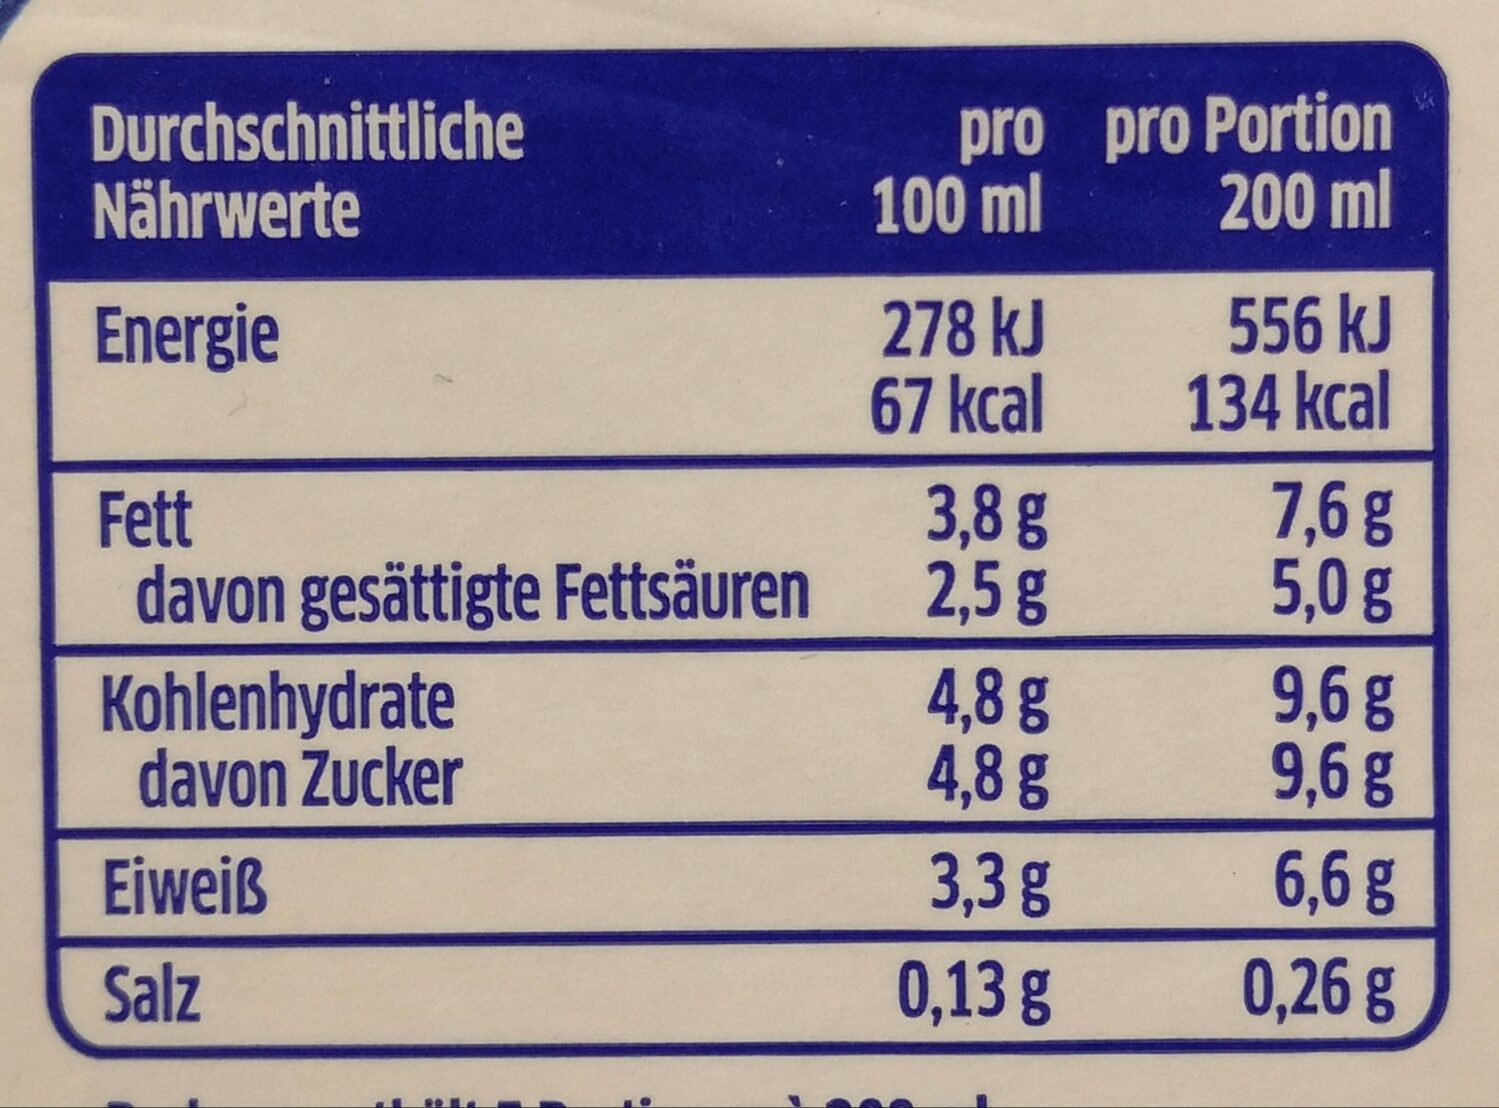 Durchschnittliche pro pro Portion
Nährwerte 100 ml 200 ml
Energie 278 kJ 556 kJ
67 kcal 134 kcal
Fett 3,8 g 7,6 g
davon gesättigte Fettsäuren 2,5 g 5,0 g
Kohlenhydrate 4,8 g 9,6 g
davon Zucker 4,8 g 9,6 g
Eiweiß 3,3 g 6,6 g
Salz 0,13 g 0,26 g